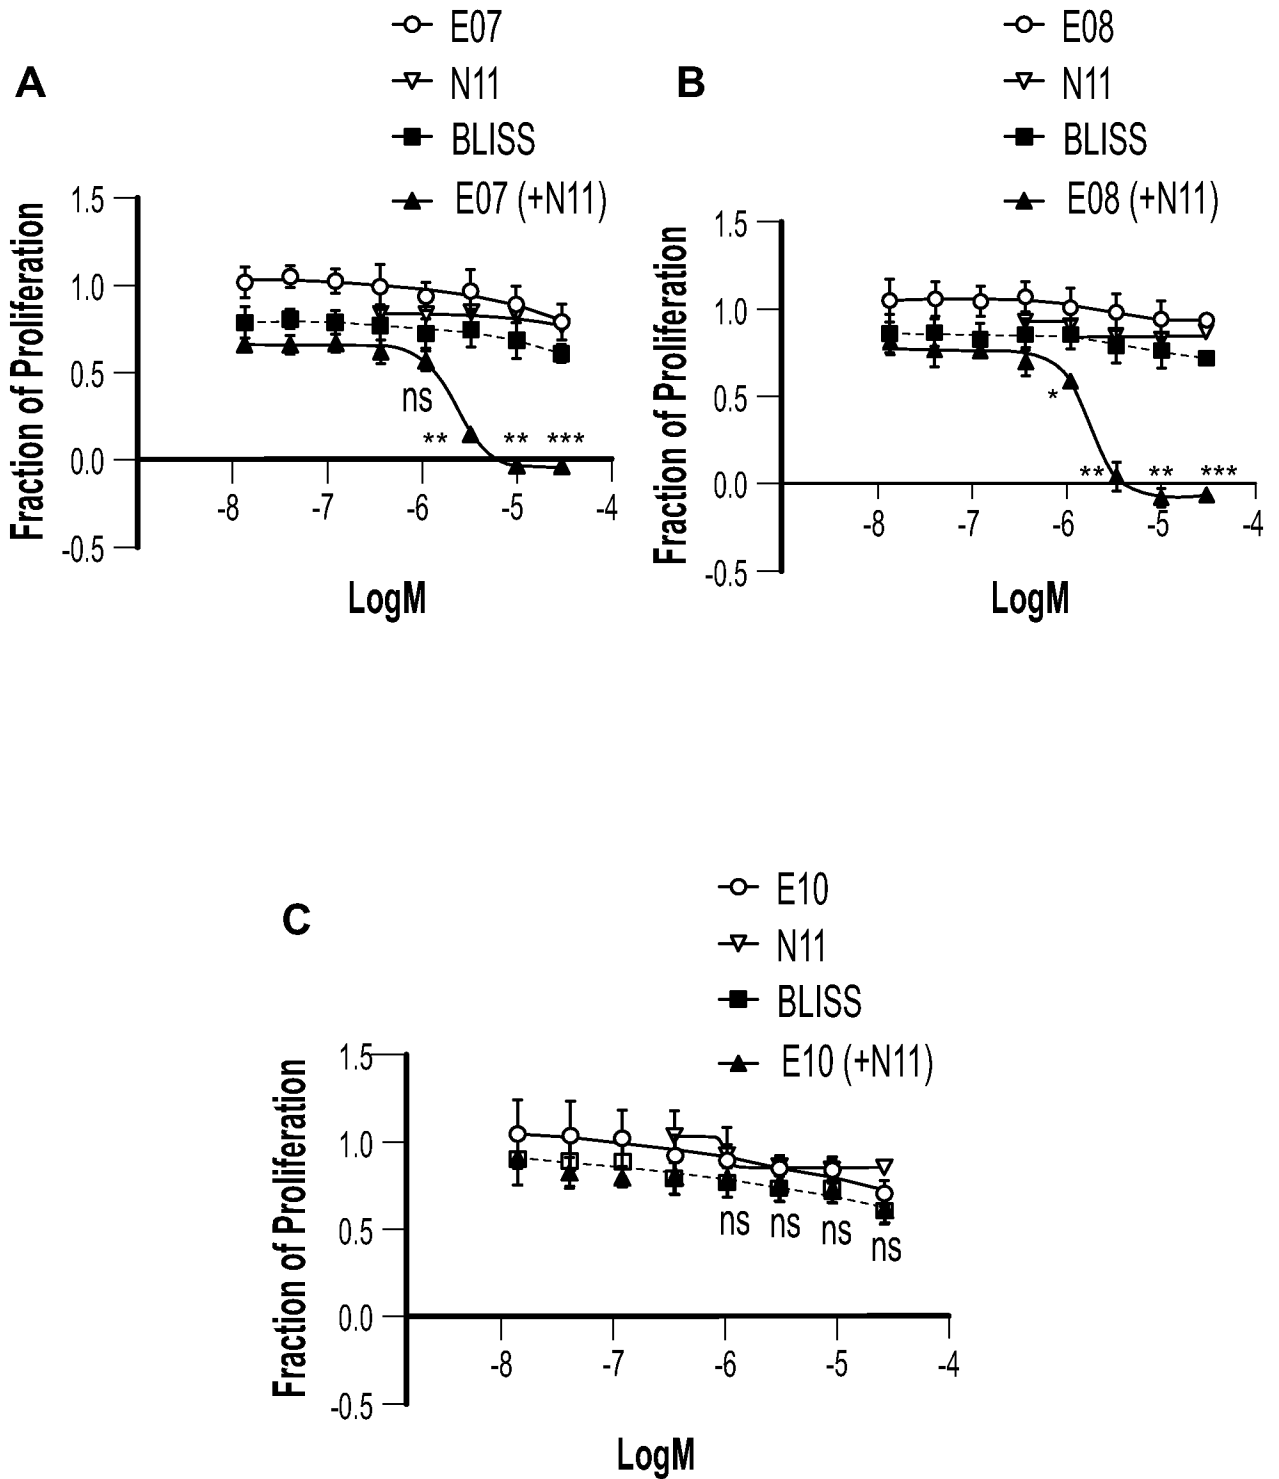 A
E07
N11
BLISS
E07 (+N11)
Fraction of Proliferation
1.5
1.0
0.5
0.0
-0.5
ns
** ** ***
-8 -7 -6 -5 -4
LogM
B
E08
N11
BLISS
E08 (+N11)
Fraction of Proliferation
1.5
1.0
0.5
0.0
-0.5
*
** ** ***
-8 -7 -6 -5 -4
LogM
C
E10
N11
BLISS
E10 (+N11)
Fraction of Proliferation
1.5
1.0
0.5
0.0
-0.5
ns ns ns ns
-8 -7 -6 -5 -4
LogM